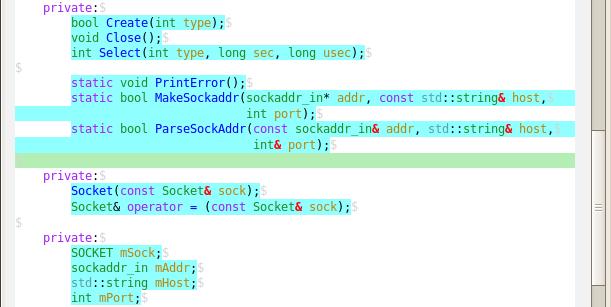 private:$
bool Create(int type);$
void Close();$
int Select(int type, long sec, long usec);$
$
static void PrintError();$
static bool MakeSockaddr(sockaddr_in* addr, const std::string& host,$
int port);$
static bool ParseSockAddr(const sockaddr_in& addr, std::string& host,$
int& port);$
private:$
Socket(const Socket& sock);$
Socket& operator = (const Socket& sock);$
$
private:$
SOCKET mSock;$
sockaddr_in mAddr;$
std::string mHost;$
int mPort;$